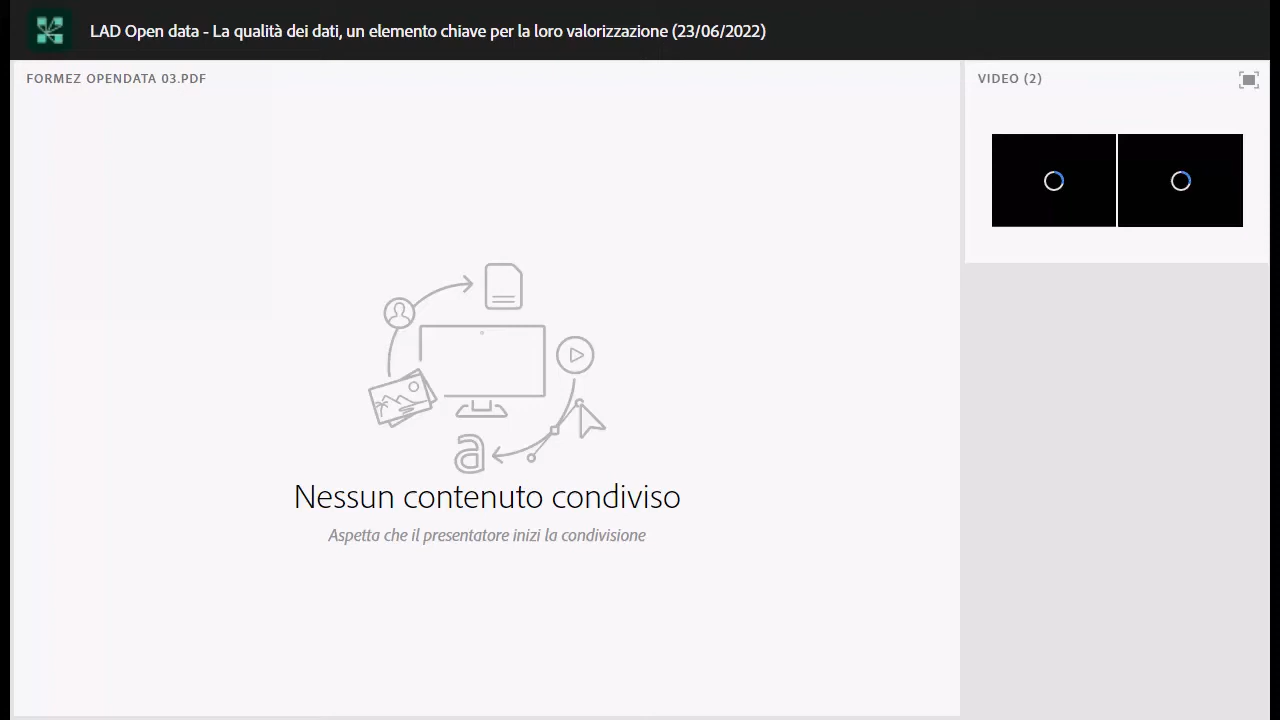 LAD Open data - La qualità dei dati, un elemento chiave per la loro valorizzazione (23/06/2022)
FORMEZ OPENDATA 03.PDF
VIDEO (2)
a
Nessun contenuto condiviso
Aspetta che il presentatore inizi la condivisione